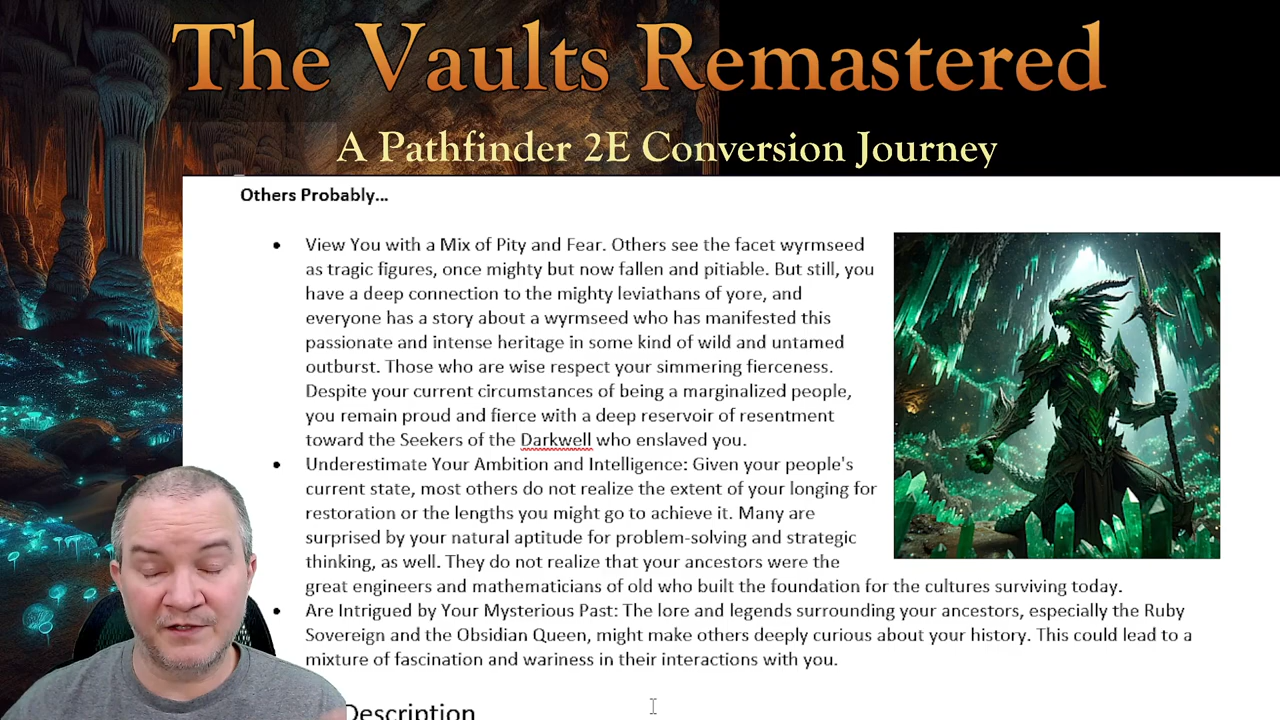 The Vaults Remastered
A Pathfinder 2E Conversion Journey
Others Probably...
• View You with a Mix of Pity and Fear. Others see the facet wyrmseed
as tragic figures, once mighty but now fallen and pitiable. But still, you
have a deep connection to the mighty leviathans of yore, and
everyone has a story about a wyrmseed who has manifested this
passionate and intense heritage in some kind of wild and untamed
outburst. Those who are wise respect your simmering fierceness.
Despite your current circumstances of being a marginalized people,
you remain proud and fierce with a deep reservoir of resentment
toward the Seekers of the Darkwell who enslaved you.
• Underestimate Your Ambition and Intelligence: Given your people's
current state, most others do not realize the extent of your longing for
restoration or the lengths you might go to achieve it. Many are
surprised by your natural aptitude for problem-solving and strategic
thinking, as well. They do not realize that your ancestors were the
great engineers and mathematicians of old who built the foundation for the cultures surviving today.
• Are Intrigued by Your Mysterious Past: The lore and legends surrounding your ancestors, especially the Ruby
Sovereign and the Obsidian Queen, might make others deeply curious about your history. This could lead to a
mixture of fascination and wariness in their interactions with you.
Description